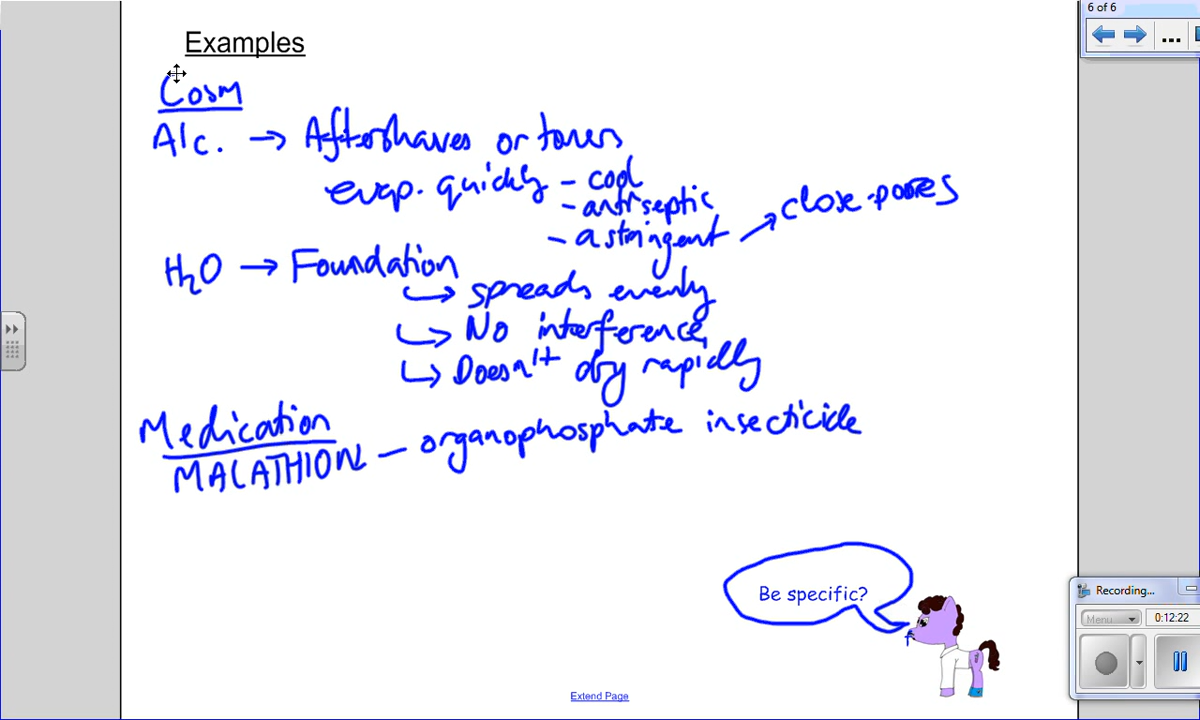 6 of 6
Examples
Cosm
Alc. → Aftershaves or toners
evap. quickly - cool
- antiseptic
- astringent → close pores
H₂O → Foundation
↳ spreads evenly
↳ No interference
↳ Doesn't dry rapidly
Medication
MALATHION - organophosphate insecticide
Be specific?
Extend Page
Recording...
Menu
0:12:22